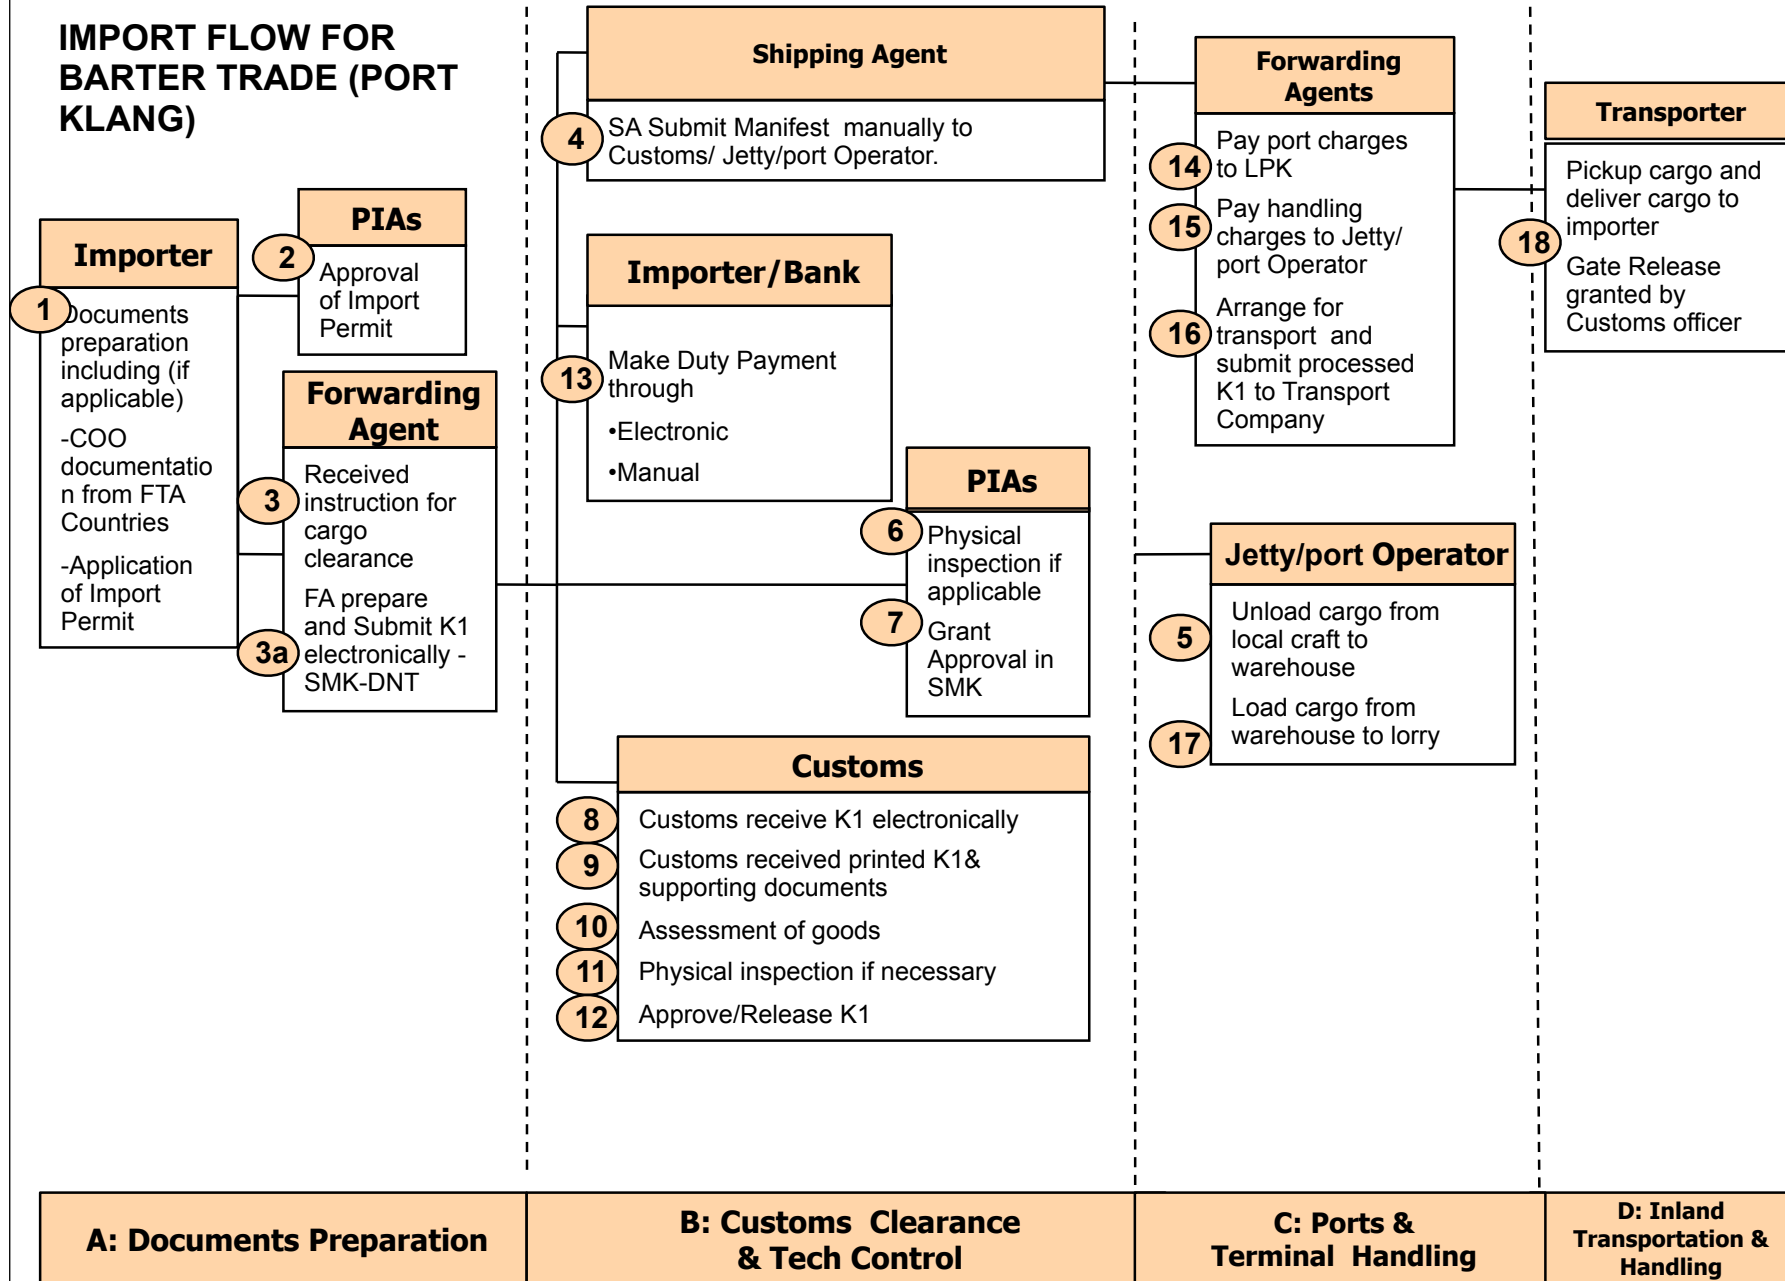 IMPORT FLOW FOR
BARTER TRADE (PORT
KLANG)
Importer
1
Documents
preparation
including (if
applicable)
-COO
documentatio
n from FTA
Countries
-Application
of Import
Permit
PIAs
2
Approval
of Import
Permit
Forwarding
Agent
3
Received
instruction for
cargo
clearance
3a
FA prepare
and Submit K1
electronically -
SMK-DNT
Shipping Agent
4
SA Submit Manifest manually to
Customs/ Jetty/port Operator.
Importer/Bank
13
Make Duty Payment
through
•Electronic
•Manual
PIAs
6
Physical
inspection if
applicable
7
Grant
Approval in
SMK
Customs
8
Customs receive K1 electronically
9
Customs received printed K1&
supporting documents
10
Assessment of goods
11
Physical inspection if necessary
12
Approve/Release K1
Forwarding
Agents
14
Pay port charges
to LPK
15
Pay handling
charges to Jetty/
port Operator
16
Arrange for
transport and
submit processed
K1 to Transport
Company
Jetty/port Operator
5
Unload cargo from
local craft to
warehouse
17
Load cargo from
warehouse to lorry
Transporter
18
Pickup cargo and
deliver cargo to
importer
Gate Release
granted by
Customs officer
A: Documents Preparation
B: Customs Clearance
& Tech Control
C: Ports &
Terminal Handling
D: Inland
Transportation &
Handling